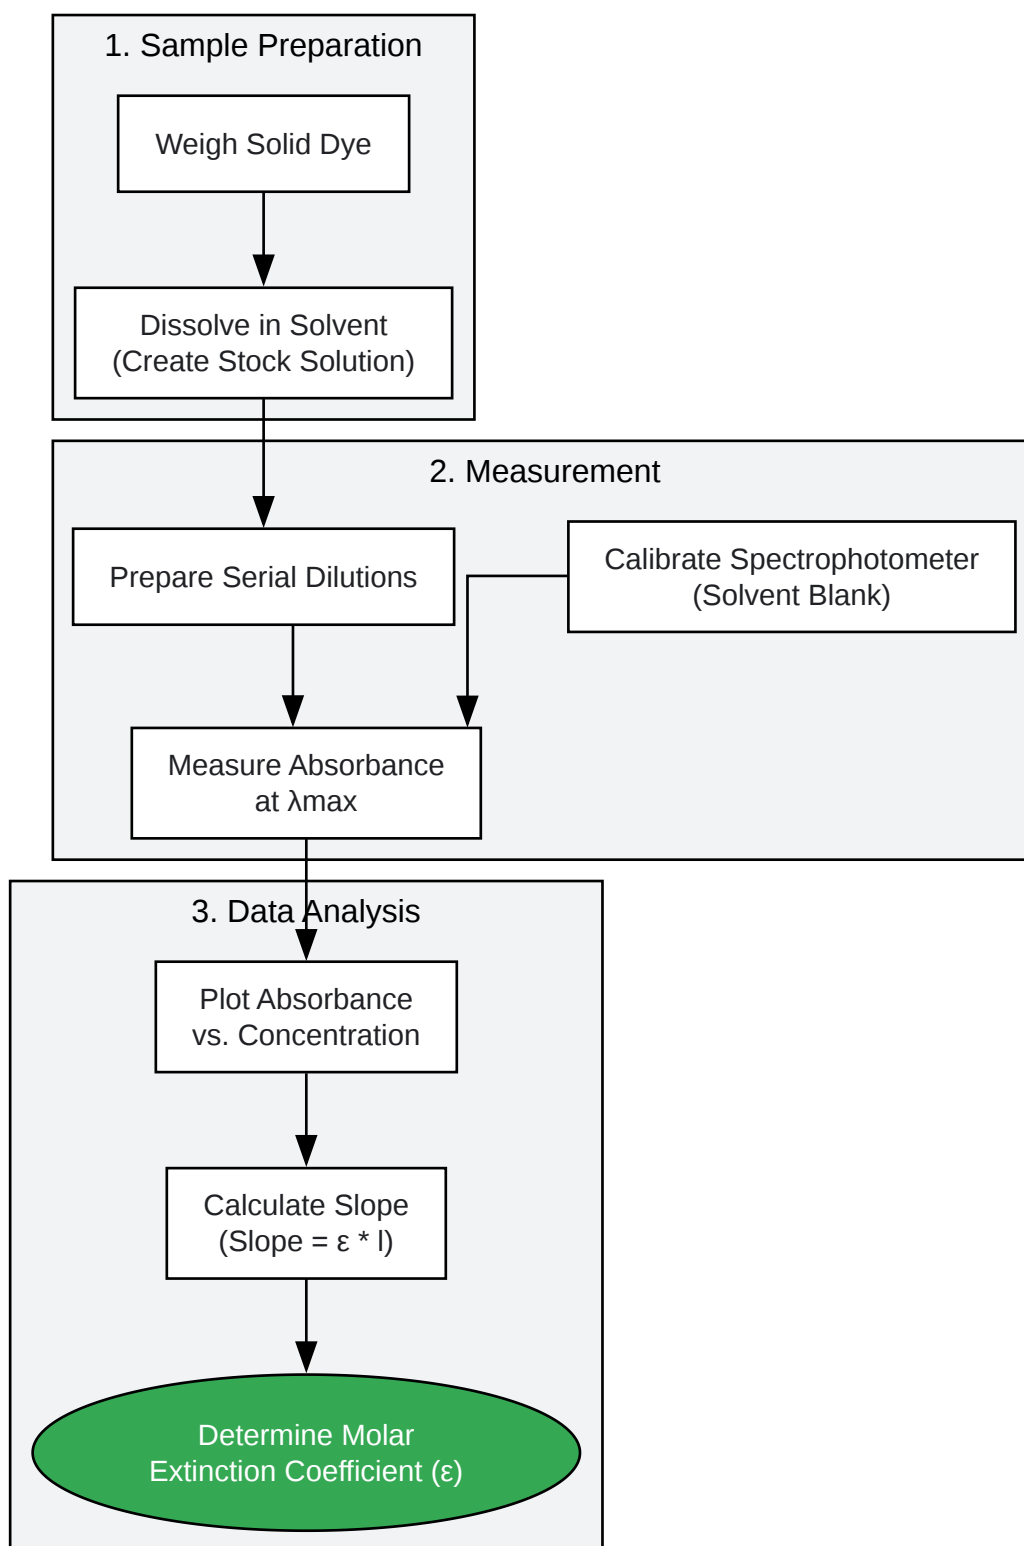 1. Sample Preparation
Weigh Solid Dye
Dissolve in Solvent
(Create Stock Solution)
2. Measurement
Prepare Serial Dilutions
Calibrate Spectrophotometer
(Solvent Blank)
Measure Absorbance
at λmax
3. Data Analysis
Plot Absorbance
vs. Concentration
Calculate Slope
(Slope = ε * l)
Determine Molar
Extinction Coefficient (ε)